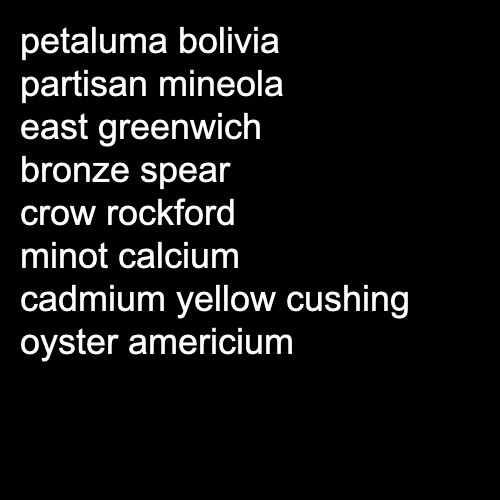 petaluma bolivia
partisan mineola
east greenwich
bronze spear
crow rockford
minot calcium
cadmium yellow cushing
oyster americium